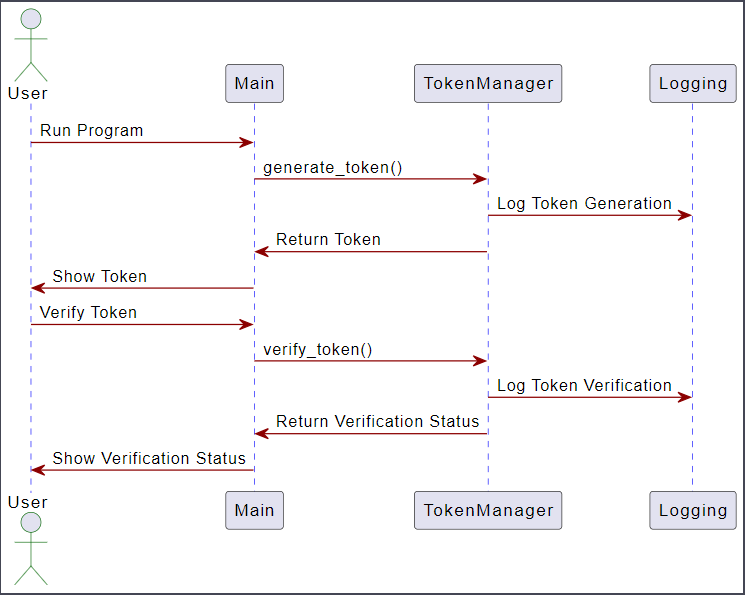 User
Main
TokenManager
Logging
Run Program
generate_token()
Log Token Generation
Return Token
Show Token
Verify Token
verify_token()
Log Token Verification
Return Verification Status
Show Verification Status
User
Main
TokenManager
Logging